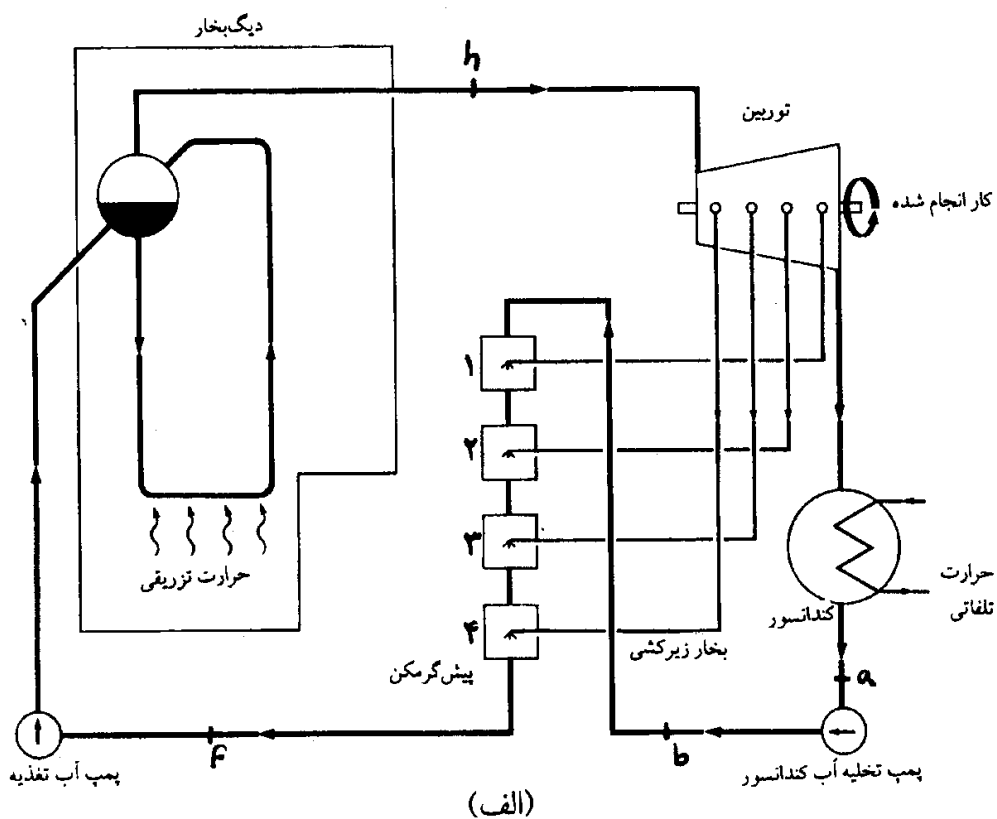 دیگ‌بخار
h
توربین
کار انجام شده
۱
۲
۳
۴
حرارت تزریقی
حرارت
تلفاتی
کندانسور
بخار زیرکشی
پیش‌گرمکن
a
b
f
پمپ آب تغذیه
پمپ تخلیه آب کندانسور
(الف)